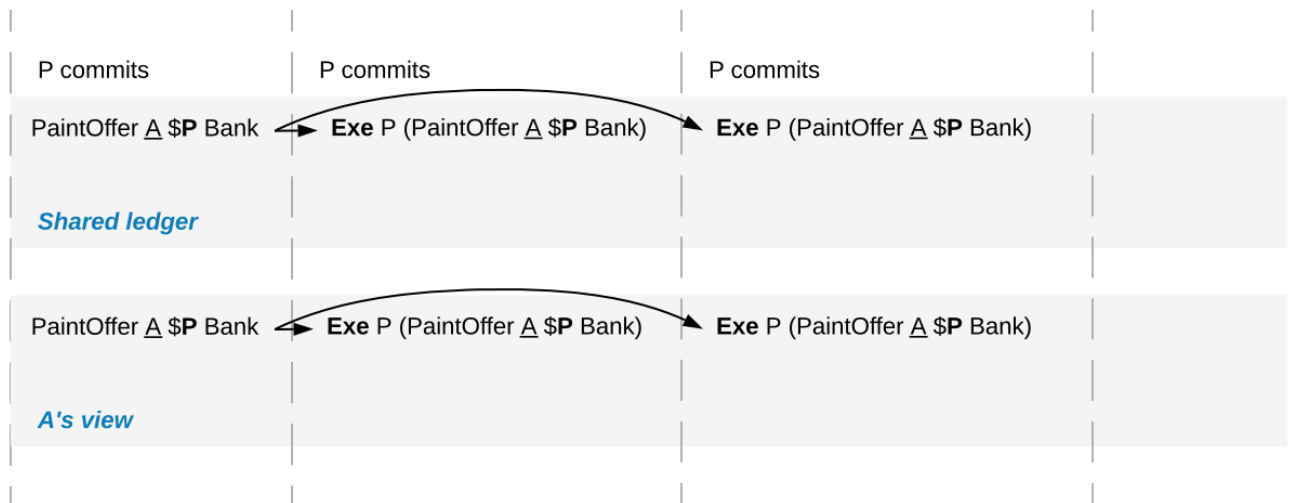 P commits P commits P commits
PaintOffer A $P Bank Exe P (PaintOffer A $P Bank) Exe P (PaintOffer A $P Bank)
Shared ledger
PaintOffer A $P Bank Exe P (PaintOffer A $P Bank) Exe P (PaintOffer A $P Bank)
A's view